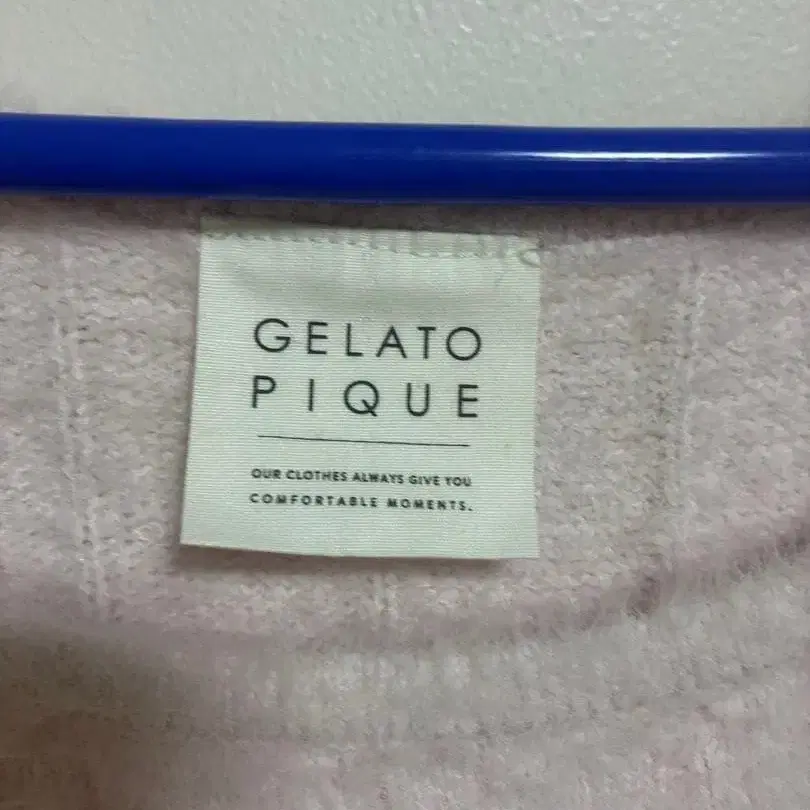 GELATO
PIQUE
OUR CLOTHES ALWAYS GIVE YOU
COMFORTABLE MOMENTS.